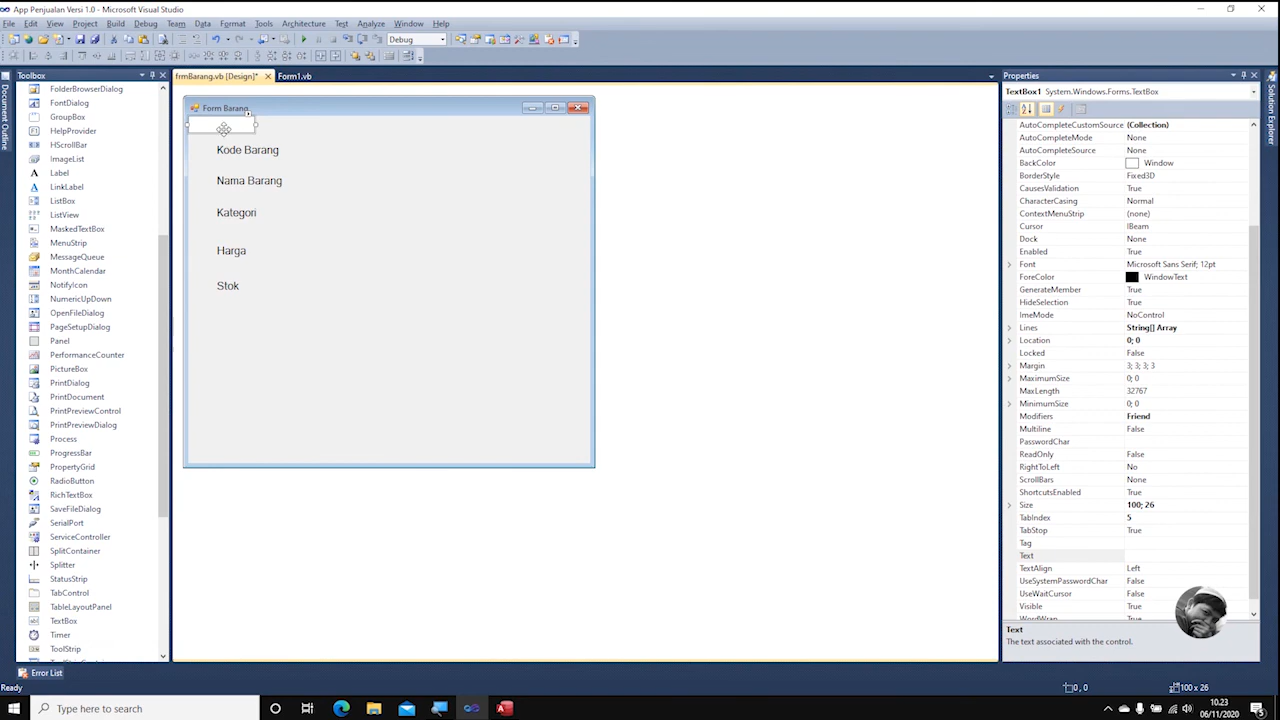 App Penjualan Versi 1.0 - Microsoft Visual Studio
File Edit View Project Build Debug Team Data Format Tools Architecture Test Analyze Window Help
Debug
Toolbox
frmBarang.vb [Design]* Form1.vb
Properties
Document Outline
Solution Explorer
FolderBrowserDialog
FontDialog
GroupBox
HelpProvider
HScrollBar
ImageList
Label
LinkLabel
ListBox
ListView
MaskedTextBox
MenuStrip
MessageQueue
MonthCalendar
NotifyIcon
NumericUpDown
OpenFileDialog
PageSetupDialog
Panel
PerformanceCounter
PictureBox
PrintDialog
PrintDocument
PrintPreviewControl
PrintPreviewDialog
Process
ProgressBar
PropertyGrid
RadioButton
RichTextBox
SaveFileDialog
SerialPort
ServiceController
SplitContainer
Splitter
StatusStrip
TabControl
TableLayoutPanel
TextBox
Timer
ToolStrip
Form Barang
Kode Barang
Nama Barang
Kategori
Harga
Stok
TextBox1 System.Windows.Forms.TextBox
AutoCompleteCustomSource (Collection)
AutoCompleteMode None
AutoCompleteSource None
BackColor Window
BorderStyle Fixed3D
CausesValidation True
CharacterCasing Normal
ContextMenuStrip (none)
Cursor IBeam
Dock None
Enabled True
Font Microsoft Sans Serif; 12pt
ForeColor WindowText
GenerateMember True
HideSelection True
ImeMode NoControl
Lines String[] Array
Location 0; 0
Locked False
Margin 3; 3; 3; 3
MaximumSize 0; 0
MaxLength 32767
MinimumSize 0; 0
Modifiers Friend
Multiline False
PasswordChar
ReadOnly False
RightToLeft No
ScrollBars None
ShortcutsEnabled True
Size 100; 26
TabIndex 5
TabStop True
Tag
Text
TextAlign Left
UseSystemPasswordChar False
UseWaitCursor False
Visible True
WordWrap True
Text
The text associated with the control.
Error List
Ready
0 , 0
100 x 26
Type here to search
10.23
06/11/2020